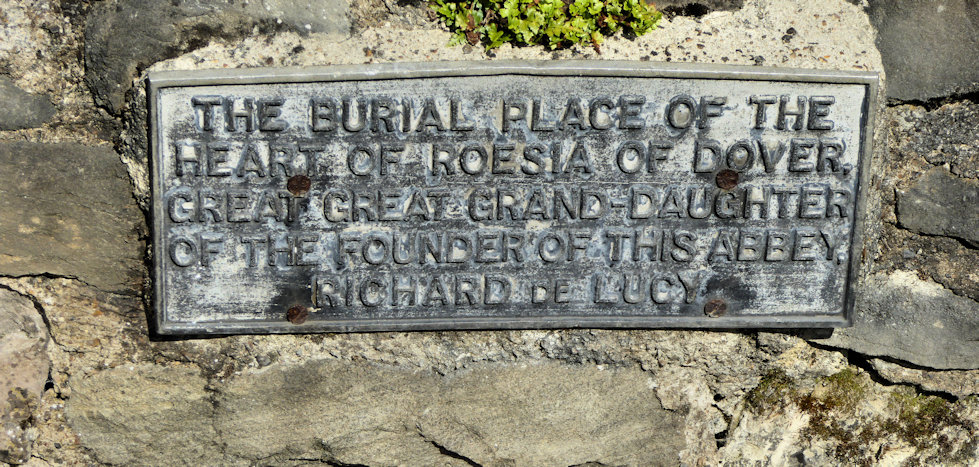 THE BURIAL PLACE OF THE
HEART OF ROESIA OF DOVER,
GREAT GREAT GRAND-DAUGHTER
OF THE FOUNDER OF THIS ABBEY,
RICHARD DE LUCY